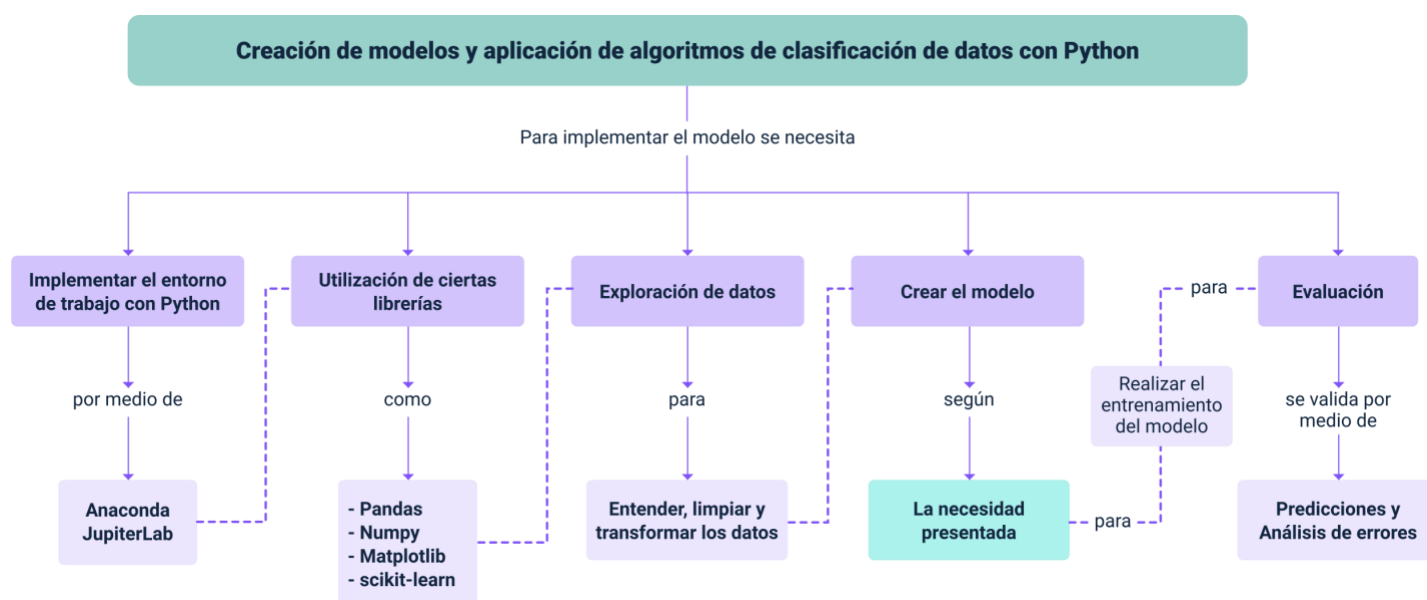 Creación de modelos y aplicación de algoritmos de clasificación de datos con Python
Para implementar el modelo se necesita
Implementar el entorno
de trabajo con Python
por medio de
Anaconda
JupiterLab
Utilización de ciertas
librerías
como
- Pandas
- Numpy
- Matplotlib
- scikit-learn
Exploración de datos
para
Entender, limpiar y
transformar los datos
Crear el modelo
según
La necesidad
presentada
para
Realizar el
entrenamiento
del modelo
para
Evaluación
se valida por
medio de
Predicciones y
Análisis de errores